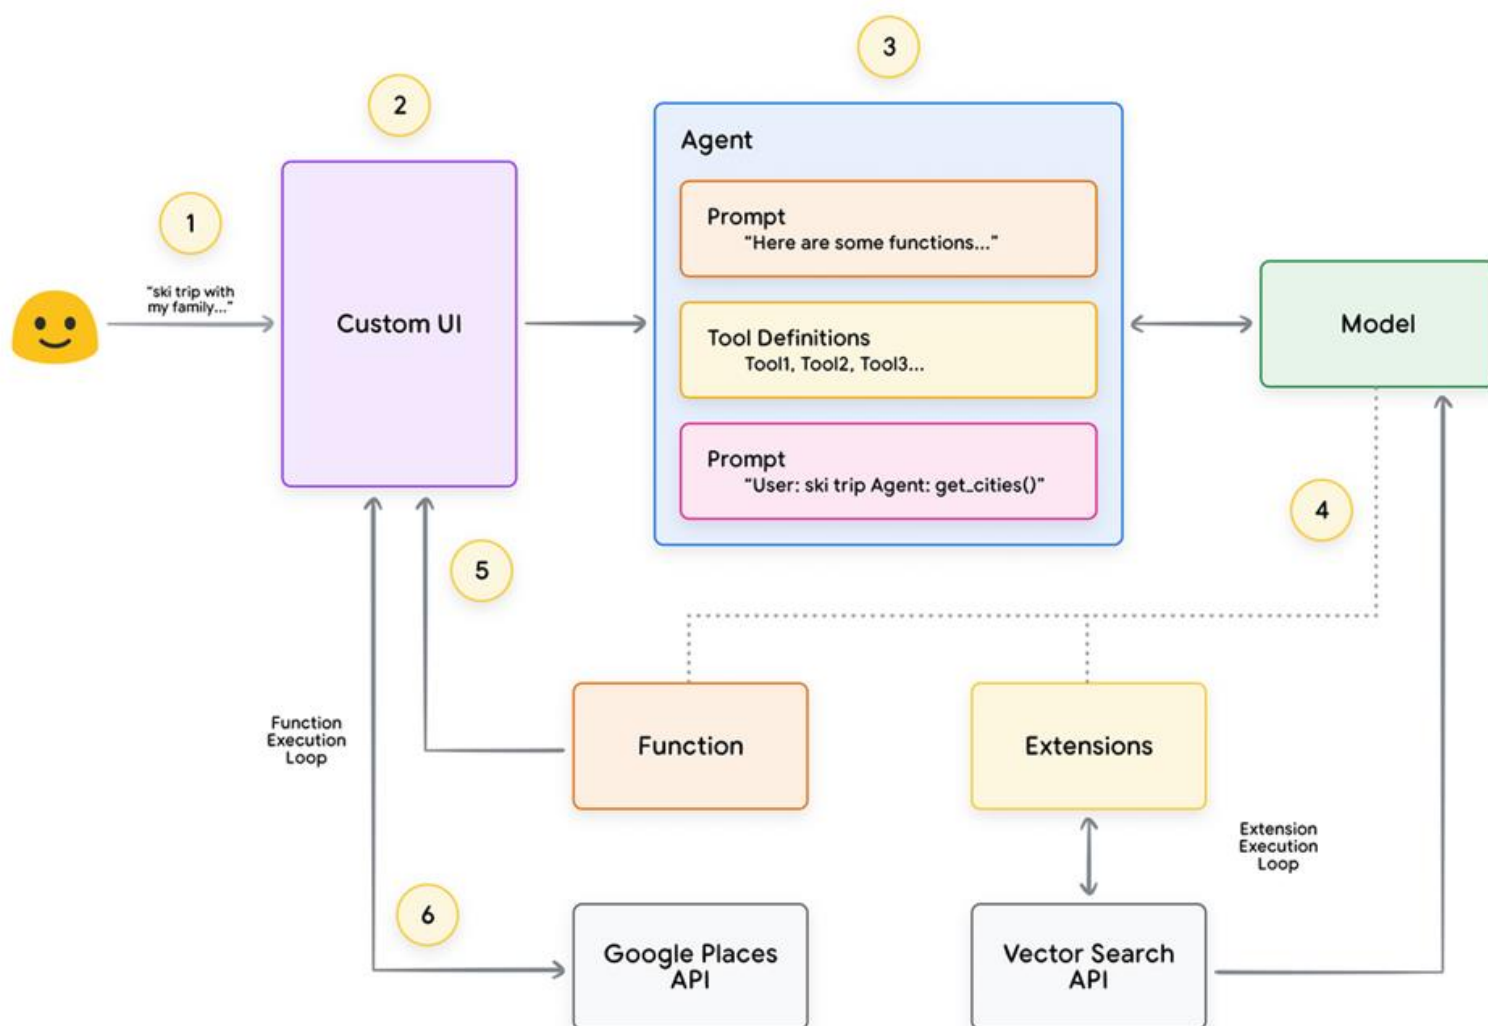 3
2
Agent
1
Prompt
"Here are some functions..."
"ski trip with
my family..."
Custom UI
Tool Definitions
Tool1, Tool2, Tool3...
Model
Prompt
"User: ski trip Agent: get_cities()"
4
5
Function
Execution
Loop
Function
Extensions
Extension
Execution
Loop
6
Google Places
API
Vector Search
API